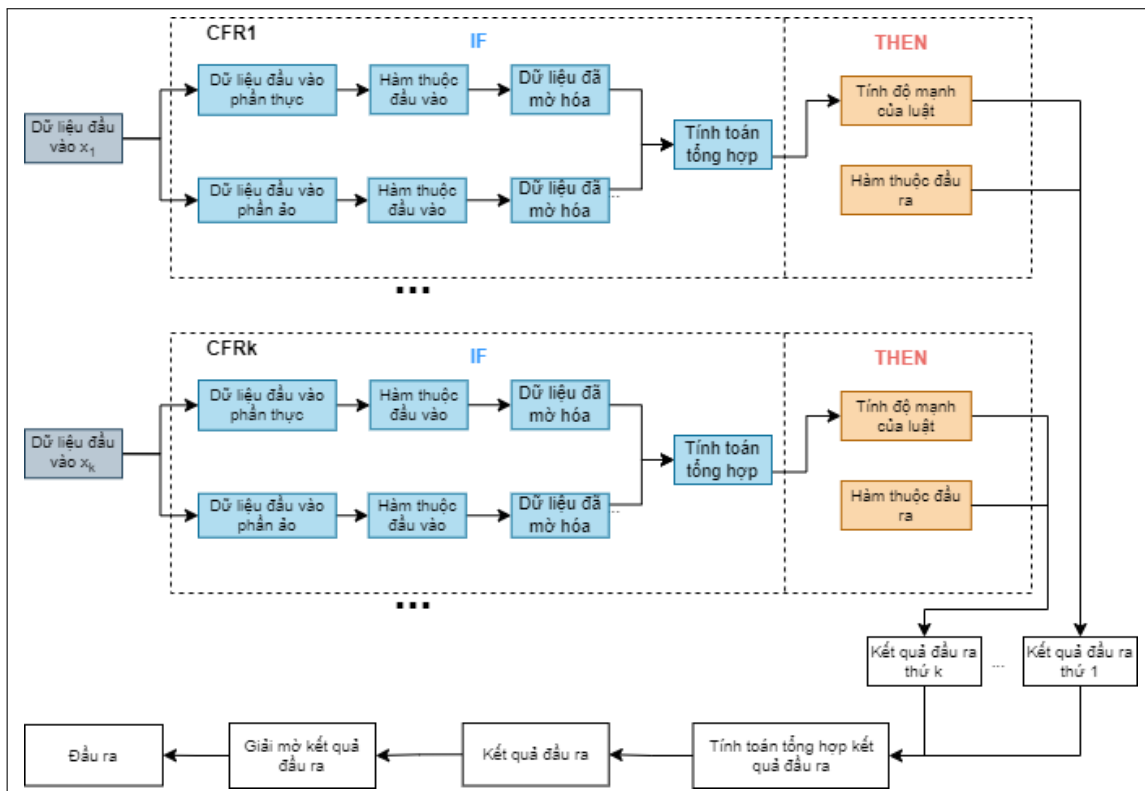 CFR1
IF
THEN
Dữ liệu đầu vào
phần thực
Hàm thuộc
đầu vào
Dữ liệu đã
mờ hóa
Tính độ mạnh
của luật
Dữ liệu đầu
vào x1
Tính toán
tổng hợp
Dữ liệu đầu vào
phần ảo
Hàm thuộc
đầu vào
Dữ liệu đã
mờ hóa
...
Hàm thuộc đầu
ra
...
CFRk
IF
THEN
Dữ liệu đầu vào
phần thực
Hàm thuộc
đầu vào
Dữ liệu đã
mờ hóa
Tính độ mạnh
của luật
Dữ liệu đầu
vào xk
Tính toán
tổng hợp
Dữ liệu đầu vào
phần ảo
Hàm thuộc
đầu vào
Dữ liệu đã
mờ hóa
...
Hàm thuộc đầu
ra
...
Kết quả đầu ra
thứ k
...
Kết quả đầu ra
thứ 1
Đầu ra
Giải mờ kết quả
đầu ra
Kết quả đầu ra
Tính toán tổng hợp kết
quả đầu ra